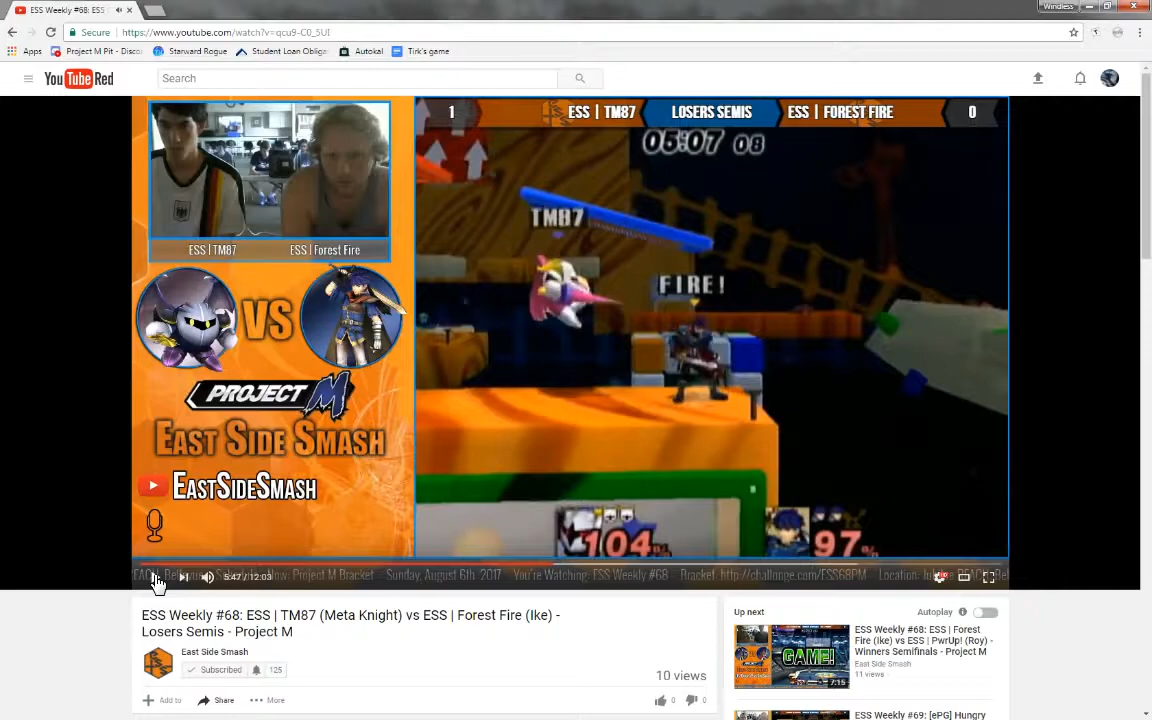 ESS Weekly #68: ESS
Windless
Secure
https://www.youtube.com/watch?v=qcu9-C0_5UI
Apps
Project M Pit - Disco
Starward Rogue
Student Loan Obliga
Autokal
Tirk's game
YouTube Red
Search
1
ESS | TM87
LOSERS SEMIS
ESS | FOREST FIRE
0
05:07 08
TM87
FIRE!
ESS | TM87
ESS | Forest Fire
VS
PROJECT M
EAST SIDE SMASH
EASTSIDESMASH
104%
97%
5:47 / 12:03
Now: Project M Bracket
Sunday, August 6th, 2017
You're Watching: ESS Weekly #68
Bracket: http://challonge.com/ESS68PM
Location:
ESS Weekly #68: ESS | TM87 (Meta Knight) vs ESS | Forest Fire (Ike) -
Losers Semis - Project M
East Side Smash
Subscribed
125
10 views
Add to
Share
More
0
0
Up next
Autoplay
GAME!
7:15
ESS Weekly #68: ESS | Forest
Fire (Ike) vs ESS | PwrUp! (Roy) -
Winners Semifinals - Project M
East Side Smash
11 views
ESS Weekly #69: [ePG] Hungry